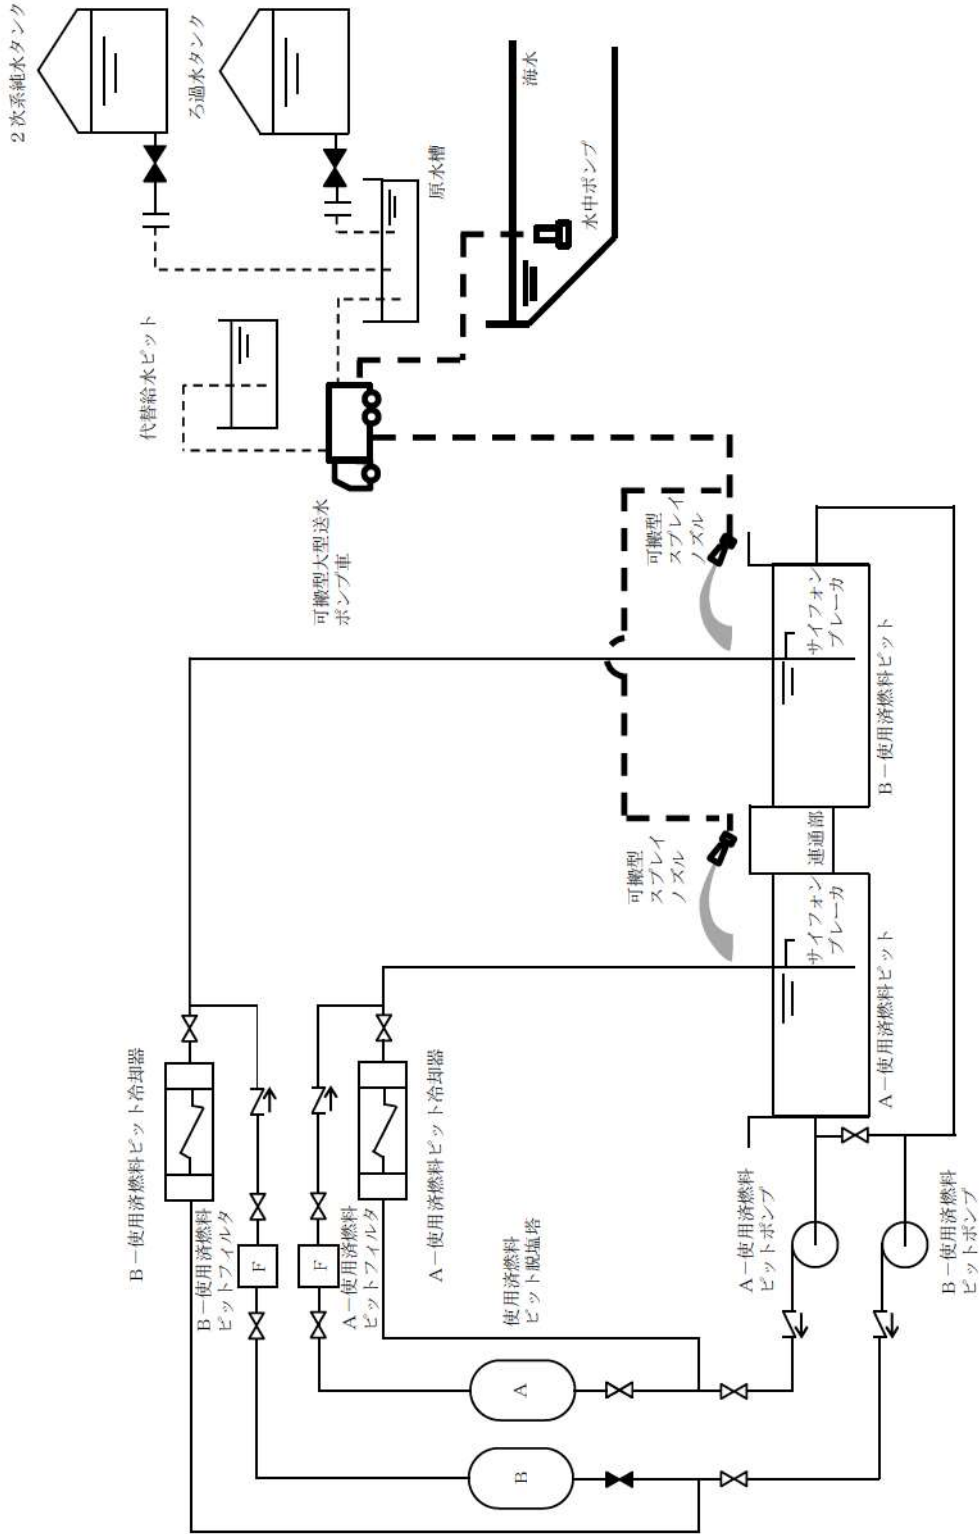 2次系純水タンク
ろ過水タンク
原水槽
海水
水中ポンプ
代替給水ピット
可搬型大型送水
ポンプ車
可搬型
スプレイ
ノズル
可搬型
スプレイ
ノズル
サイフォン
ブレーカ
B-使用済燃料ピット
連通部
サイフォン
ブレーカ
A-使用済燃料ピット
B-使用済燃料ピット冷却器
B-使用済燃料
ピットフィルタ
F
F
A-使用済燃料
ピットフィルタ
A-使用済燃料ピット冷却器
使用済燃料
ピット脱塩塔
A
B
A-使用済燃料
ピットポンプ
B-使用済燃料
ピットポンプ